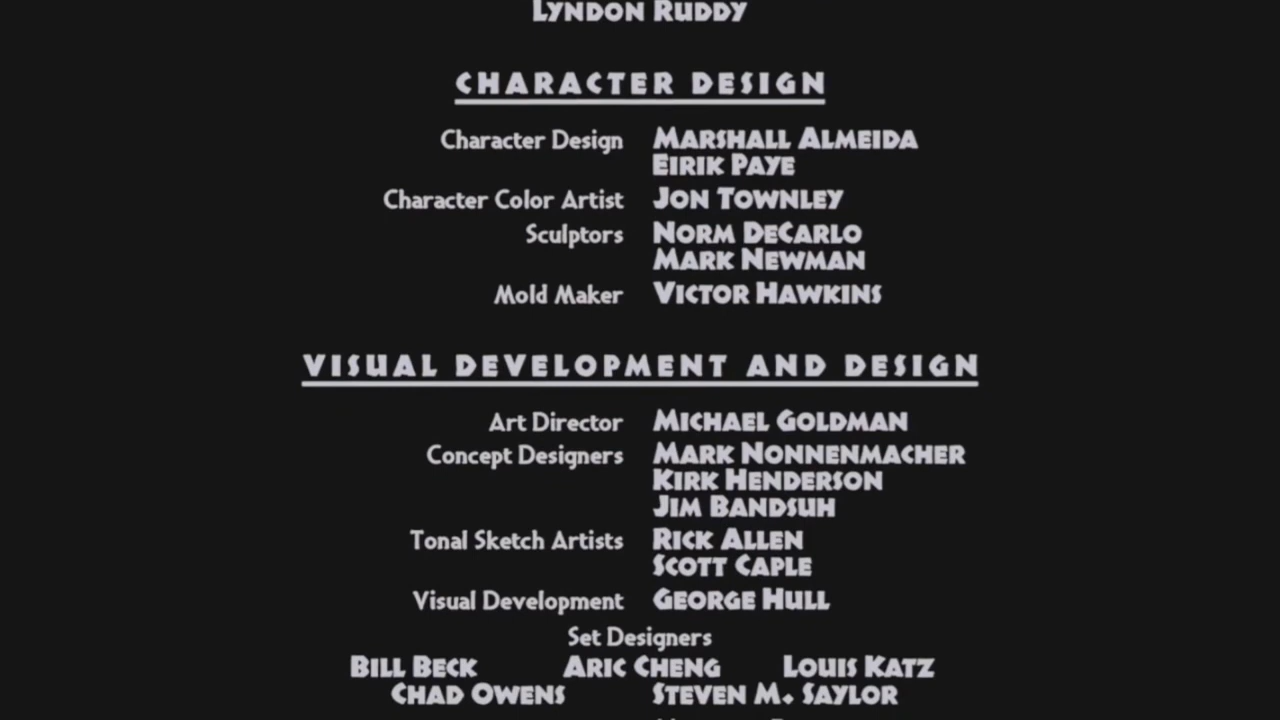 Lyndon Ruddy
CHARACTER DESIGN
Character Design Marshall Almeida
Eirik Paye
Character Color Artist Jon Townley
Sculptors Norm DeCarlo
Mark Newman
Mold Maker Victor Hawkins
VISUAL DEVELOPMENT AND DESIGN
Art Director Michael Goldman
Concept Designers Mark Nonnenmacher
Kirk Henderson
Jim Bandsuh
Tonal Sketch Artists Rick Allen
Scott Caple
Visual Development George Hull
Set Designers
Bill Beck Aric Cheng Louis Katz
Chad Owens Steven M. Saylor